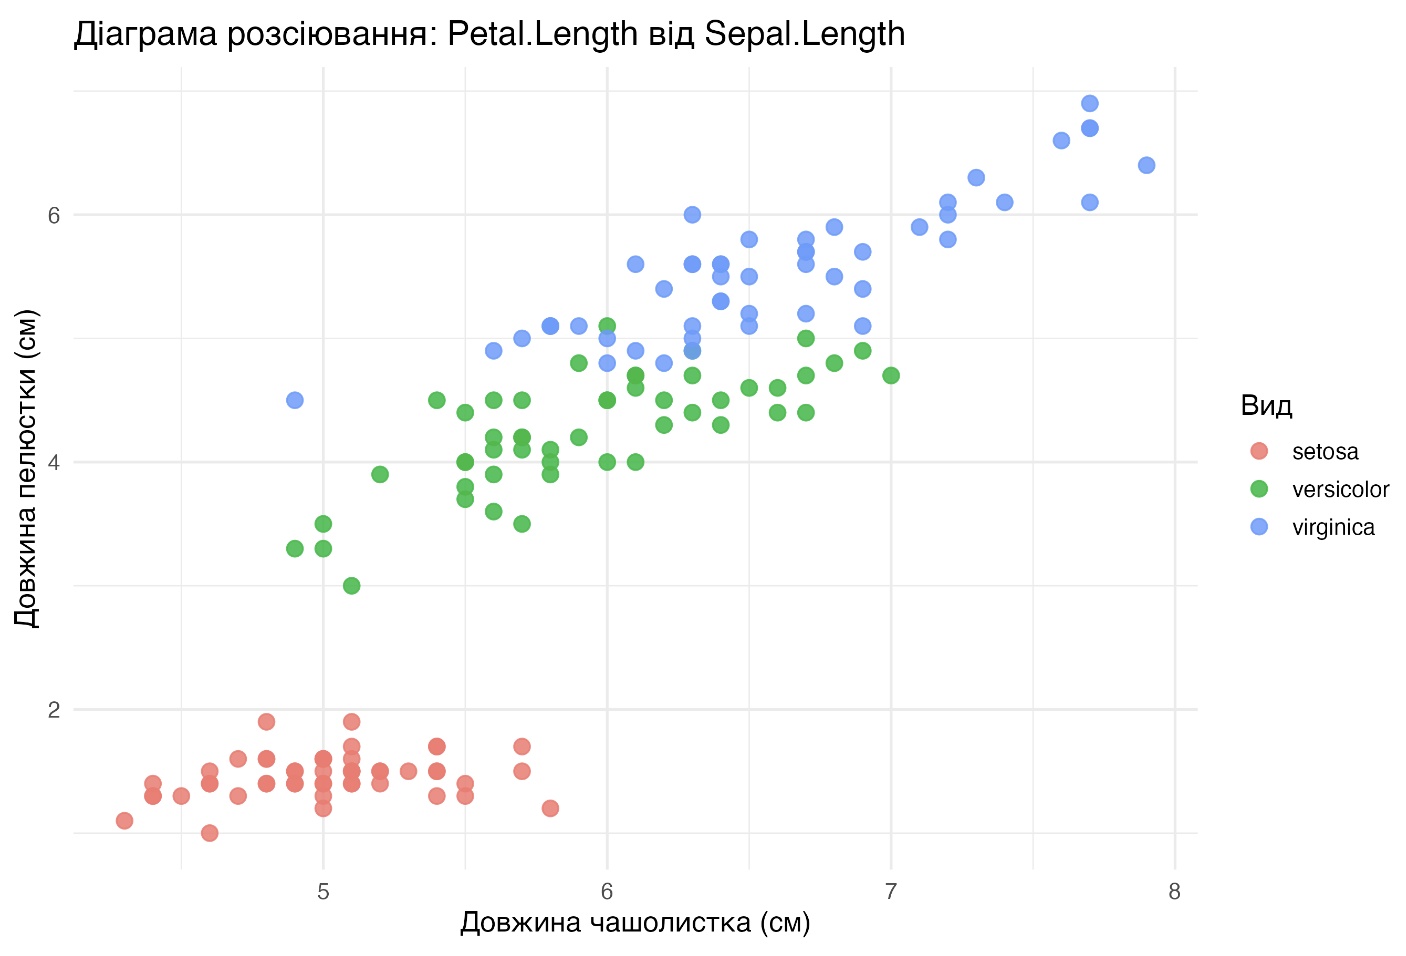 Діаграма розсіювання: Petal.Length від Sepal.Length
Довжина пелюстки (см)
6
4
2
5
6
7
8
Довжина чашолистка (см)
Вид
setosa
versicolor
virginica